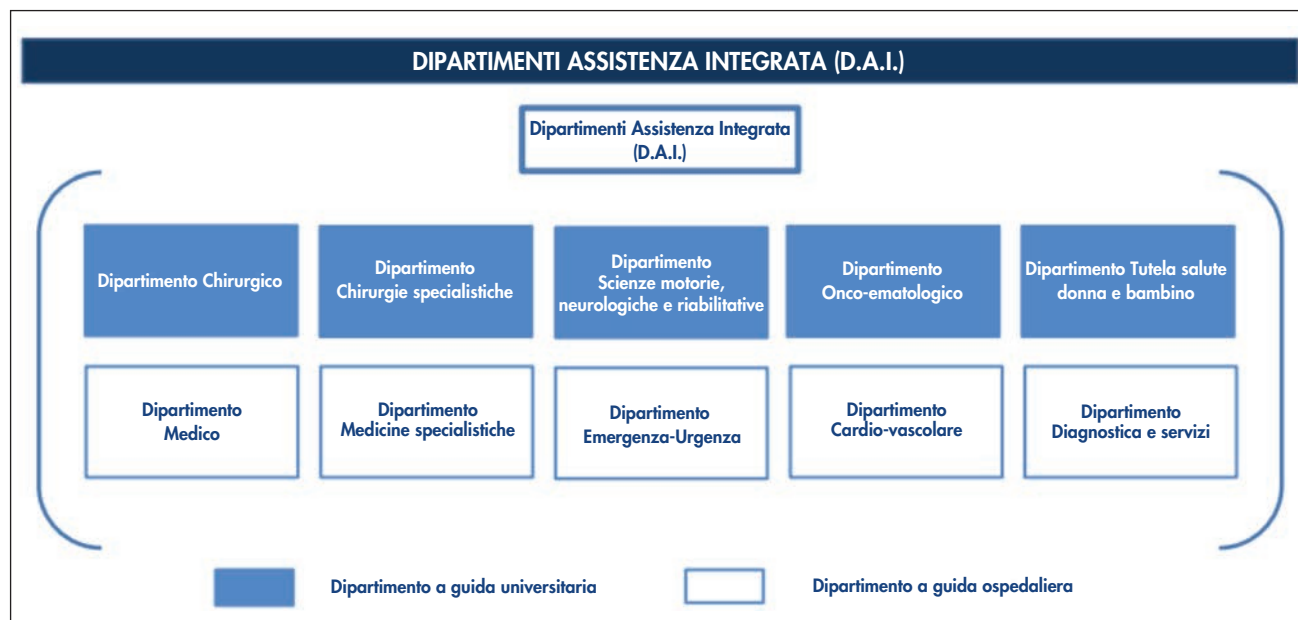 DIPARTIMENTI ASSISTENZA INTEGRATA (D.A.I.)
Dipartimenti Assistenza Integrata
(D.A.I.)
Dipartimento Chirurgico
Dipartimento
Chirurgie specialistiche
Dipartimento
Scienze motorie,
neurologiche e riabilitative
Dipartimento
Onco-ematologico
Dipartimento Tutela salute
donna e bambino
Dipartimento
Medico
Dipartimento
Medicine specialistiche
Dipartimento
Emergenza-Urgenza
Dipartimento
Cardio-vascolare
Dipartimento
Diagnostica e servizi
Dipartimento a guida universitaria
Dipartimento a guida ospedaliera